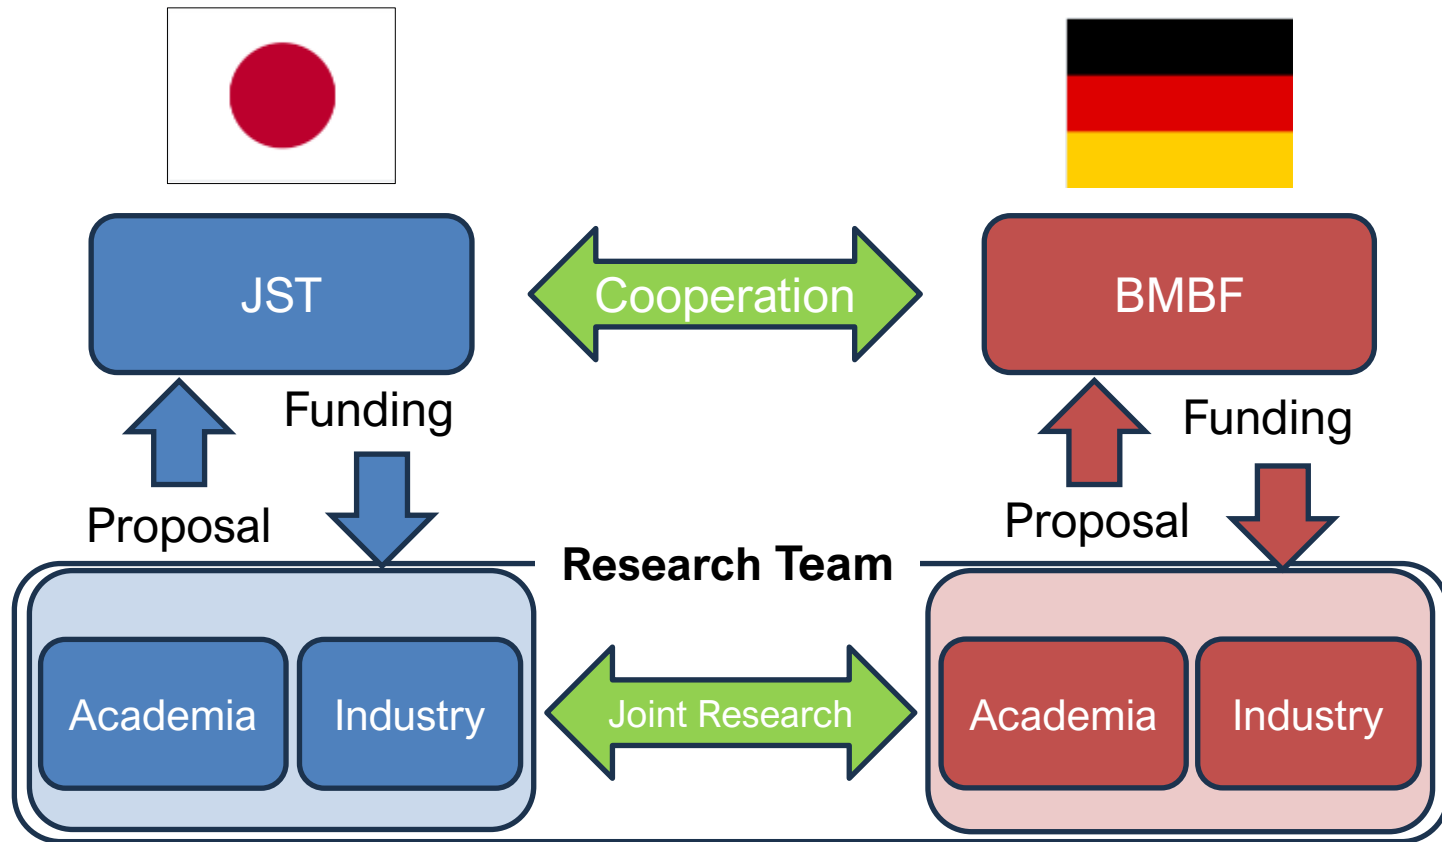 JST
Cooperation
BMBF
Funding
Proposal
Funding
Proposal
Research Team
Academia
Industry
Joint Research
Academia
Industry